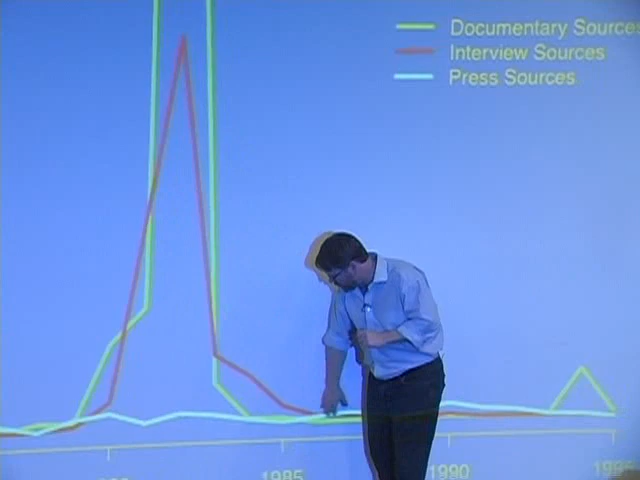 Documentary Sources
Interview Sources
Press Sources
1985
1990